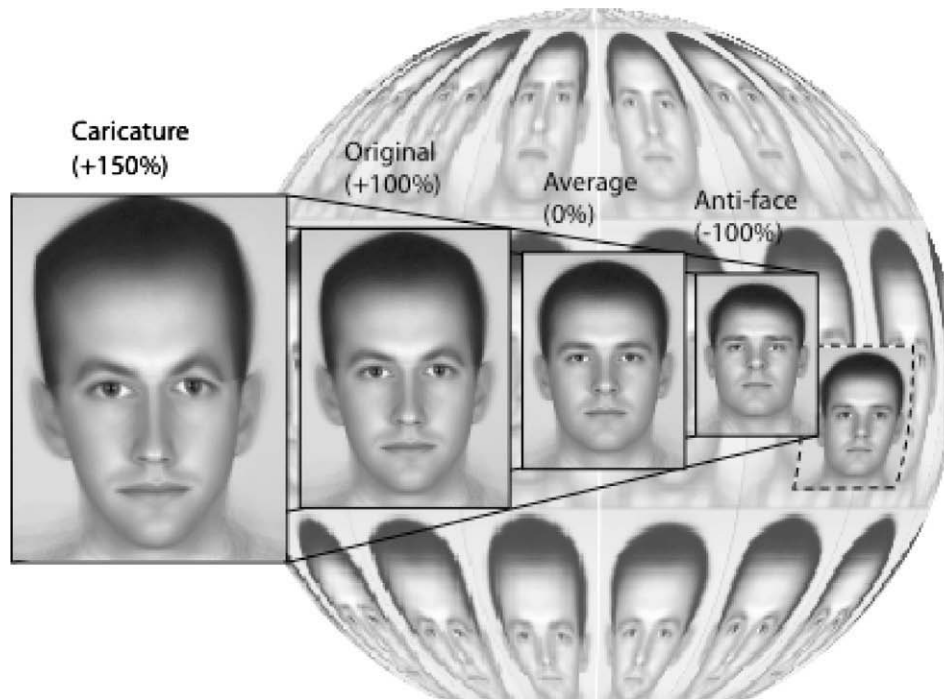 Caricature
(+150%)
Original
(+100%)
Average
(0%)
Anti-face
(-100%)